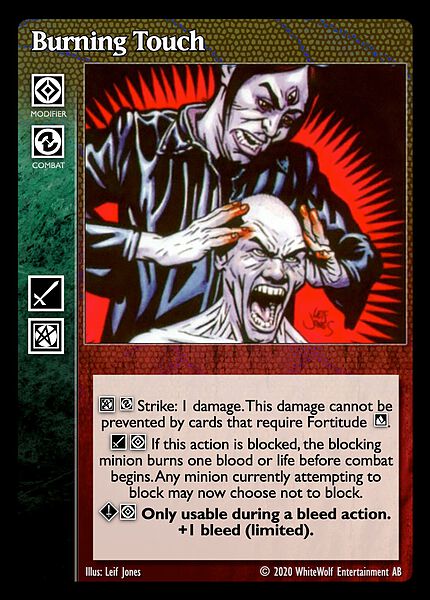 Burning Touch
MODIFIER
COMBAT
LEIF
JONES
Strike: 1 damage. This damage cannot be
prevented by cards that require Fortitude .
If this action is blocked, the blocking
minion burns one blood or life before combat
begins. Any minion currently attempting to
block may now choose not to block.
Only usable during a bleed action.
+1 bleed (limited).
Illus: Leif Jones © 2020 WhiteWolf Entertainment AB